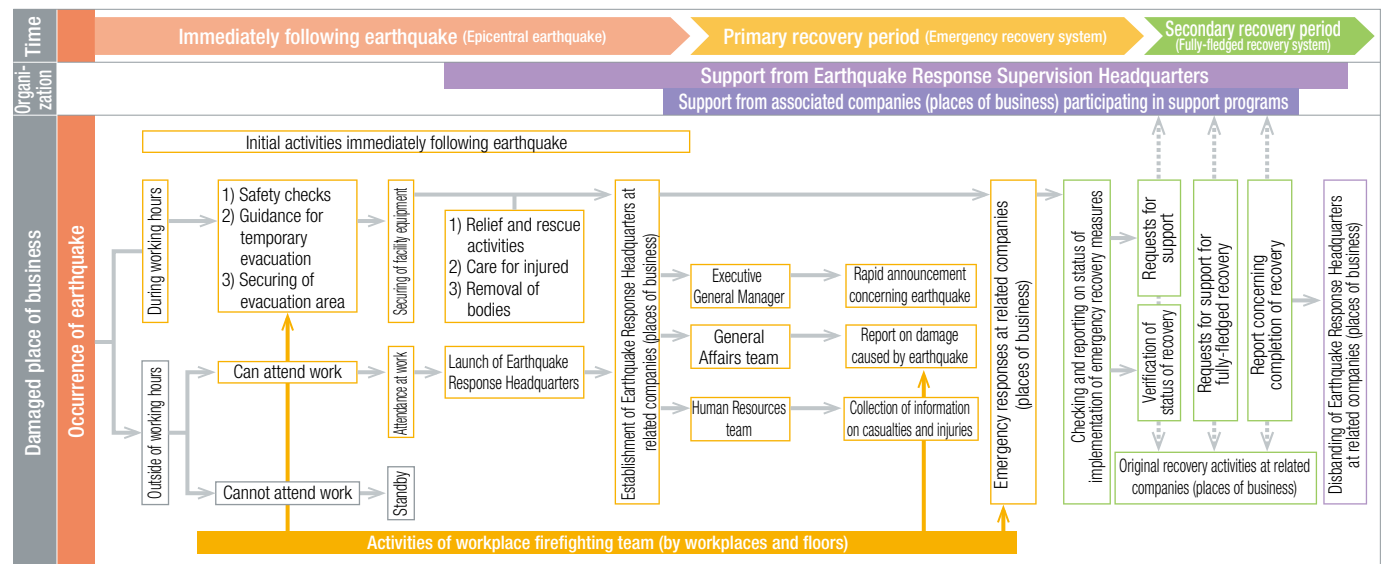 Time
Immediately following earthquake (Epicentral earthquake)
Primary recovery period (Emergency recovery system)
Secondary recovery period
(Fully-fledged recovery system)
Organi-
zation
Support from Earthquake Response Supervision Headquarters
Support from associated companies (places of business) participating in support programs
Damaged place of business
Occurrence of earthquake
Initial activities immediately following earthquake
During working hours
1) Safety checks
2) Guidance for
temporary
evacuation
3) Securing of
evacuation area
Securing of facility equipment
1) Relief and rescue
activities
2) Care for injured
3) Removal of
bodies
Outside of working hours
Can attend work
Attendance at work
Launch of Earthquake
Response Headquarters
Cannot attend work
Standby
Establishment of Earthquake Response Headquarters at
related companies (places of business)
Executive
General Manager
Rapid announcement
concerning earthquake
General
Affairs team
Report on damage
caused by earthquake
Human Resources
team
Collection of information
on casualties and injuries
Emergency responses at related companies
(places of business)
Checking and reporting on status of
implementation of emergency recovery measures
Requests for
support
Verification of
status of recovery
Requests for support for
fully-fledged recovery
Report concerning
completion of recovery
Original recovery activities at related
companies (places of business)
Disbanding of Earthquake Response Headquarters
at related companies (places of business)
Activities of workplace firefighting team (by workplaces and floors)